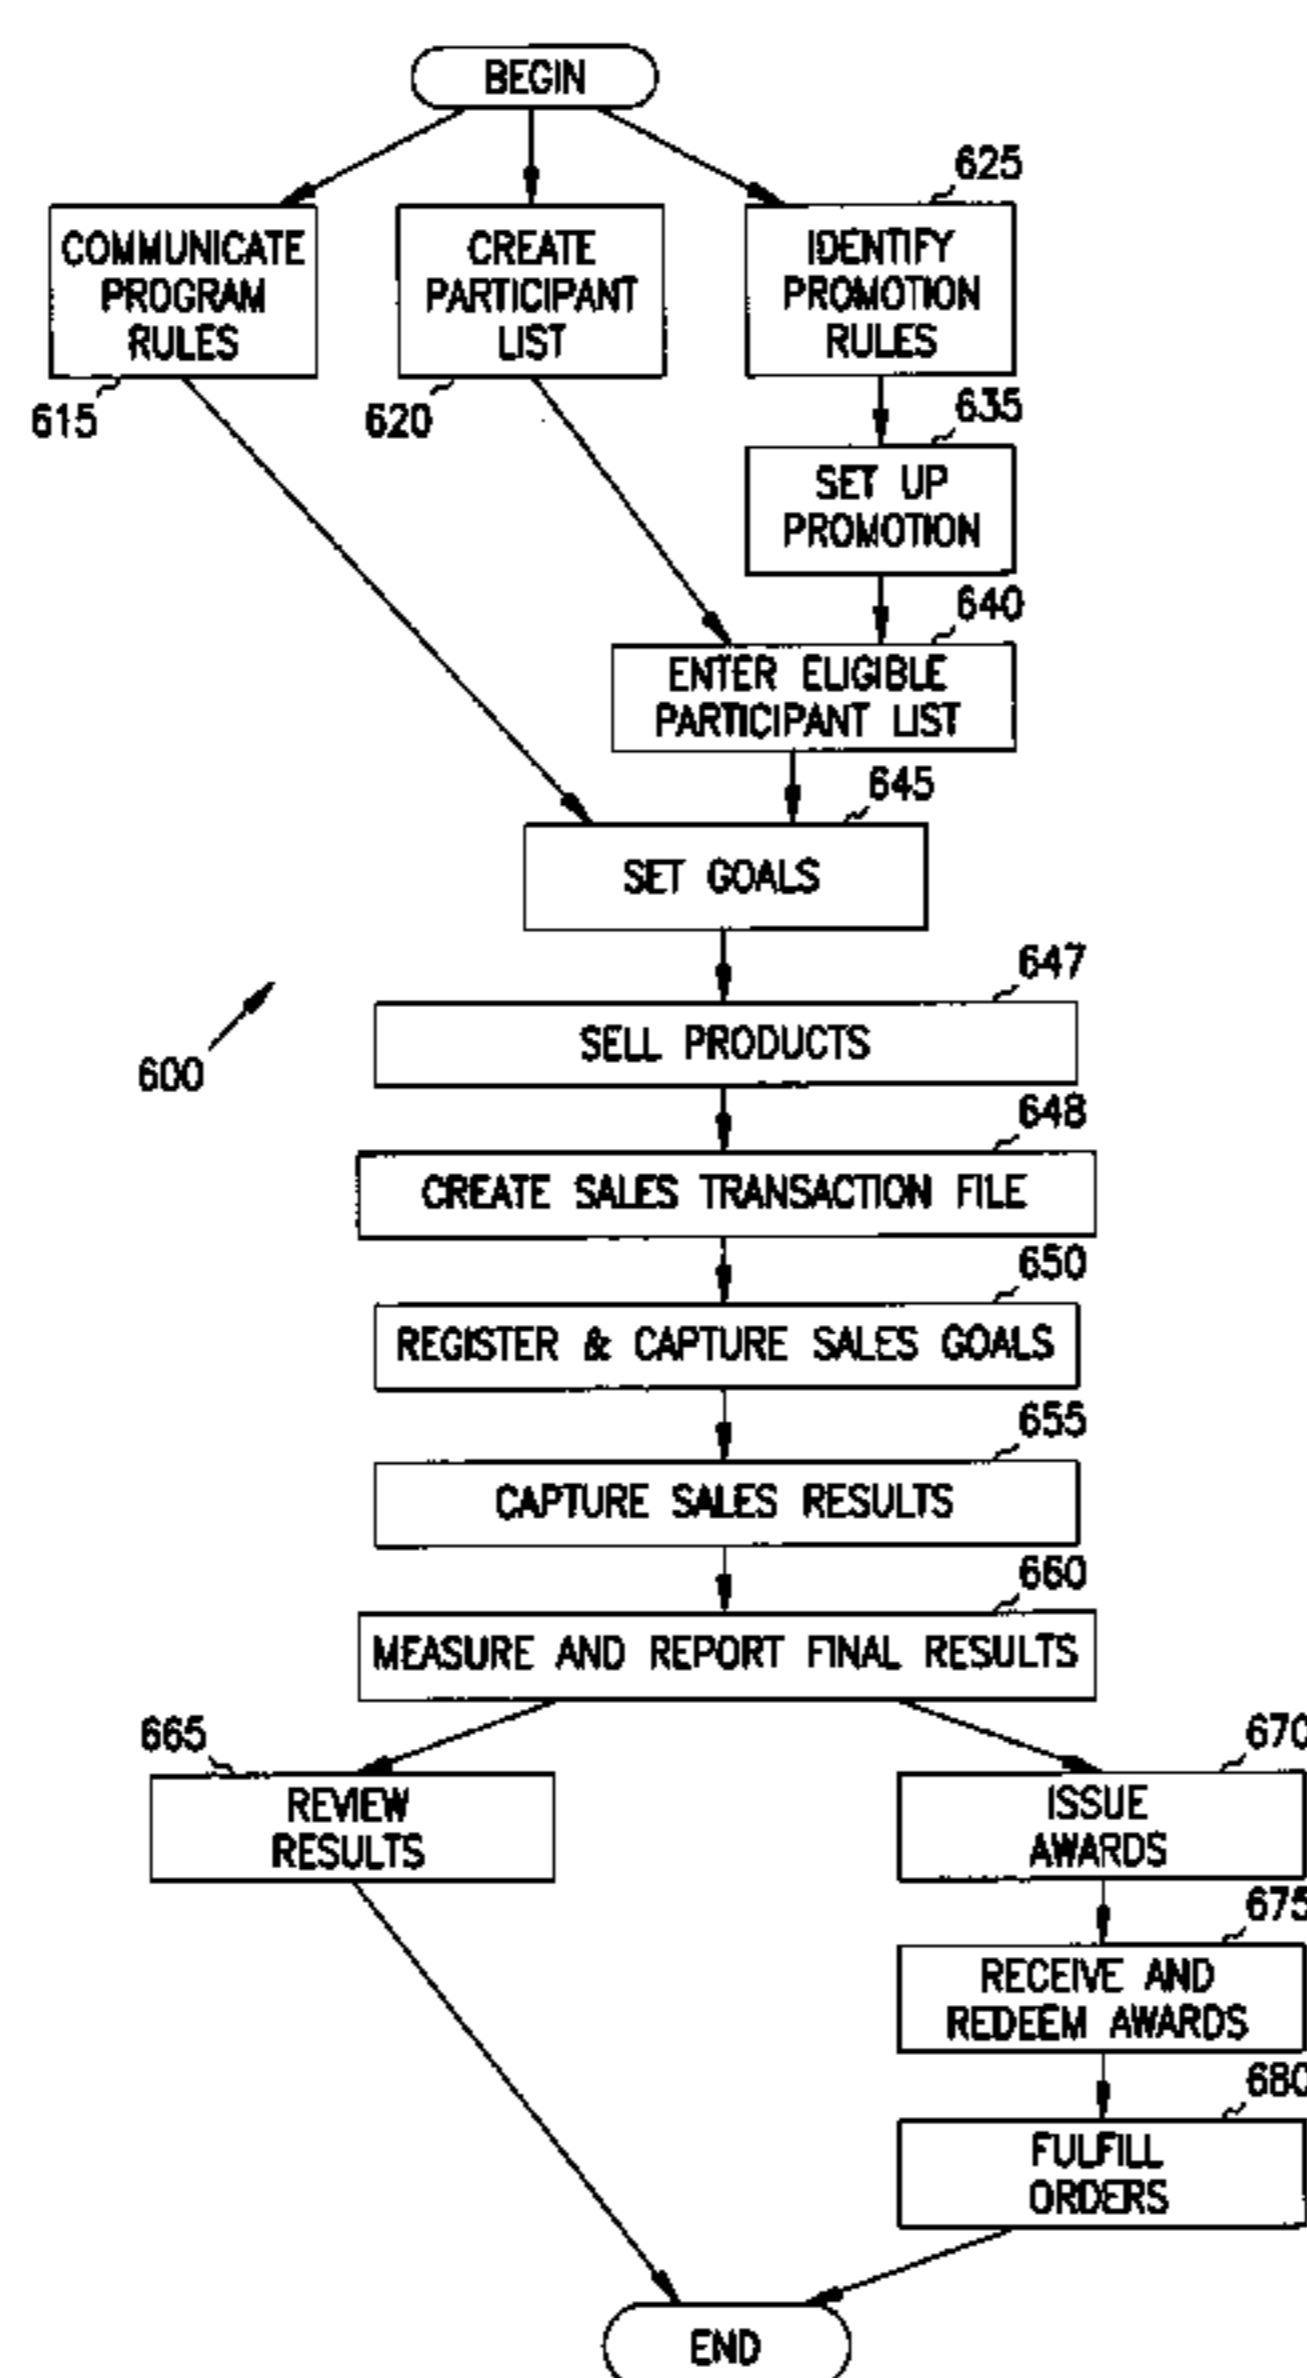 BEGIN
625
COMMUNICATE
PROGRAM
RULES
CREATE
PARTICIPANT
LIST
IDENTIFY
PROMOTION
RULES
615
620
635
SET UP
PROMOTION
640
ENTER ELIGIBLE
PARTICIPANT LIST
645
SET GOALS
647
SELL PRODUCTS
600
648
CREATE SALES TRANSACTION FILE
650
REGISTER & CAPTURE SALES GOALS
655
CAPTURE SALES RESULTS
660
MEASURE AND REPORT FINAL RESULTS
665
670
REVIEW
RESULTS
ISSUE
AWARDS
675
RECEIVE AND
REDEEM AWARDS
680
FULFILL
ORDERS
END